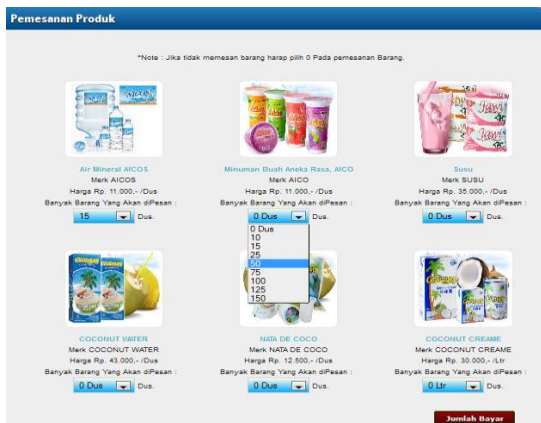 Pemesanan Produk
*Note : Jika tidak memesan barang harap pilih 0 Pada pemesanan Barang.
Air Mineral AICOS
Merk AICOS
Harga Rp. 11.000,- /Dus
Banyak Barang Yang Akan diPesan :
15 Dus.
Minuman Buah Aneka Rasa, AICO
Merk AICO
Harga Rp. 11.000,- /Dus
Banyak Barang Yang Akan diPesan :
0 Dus Dus.
0 Dus
10
15
25
50
75
100
125
150
Susu
Merk SUSU
Harga Rp. 35.000,- /Dus
Banyak Barang Yang Akan diPesan :
0 Dus Dus.
COCONUT WATER
Merk COCONUT WATER
Harga Rp. 43.000,- /Dus
Banyak Barang Yang Akan diPesan :
0 Dus Dus.
NATA DE COCO
Merk NATA DE COCO
Harga Rp. 12.500,- /Dus
Banyak Barang Yang Akan diPesan :
0 Dus Dus.
COCONUT CREAME
Merk COCONUT CREAME
Harga Rp. 30.000,- /Ltr
Banyak Barang Yang Akan diPesan :
0 Ltr Dus.
Jumlah Bayar